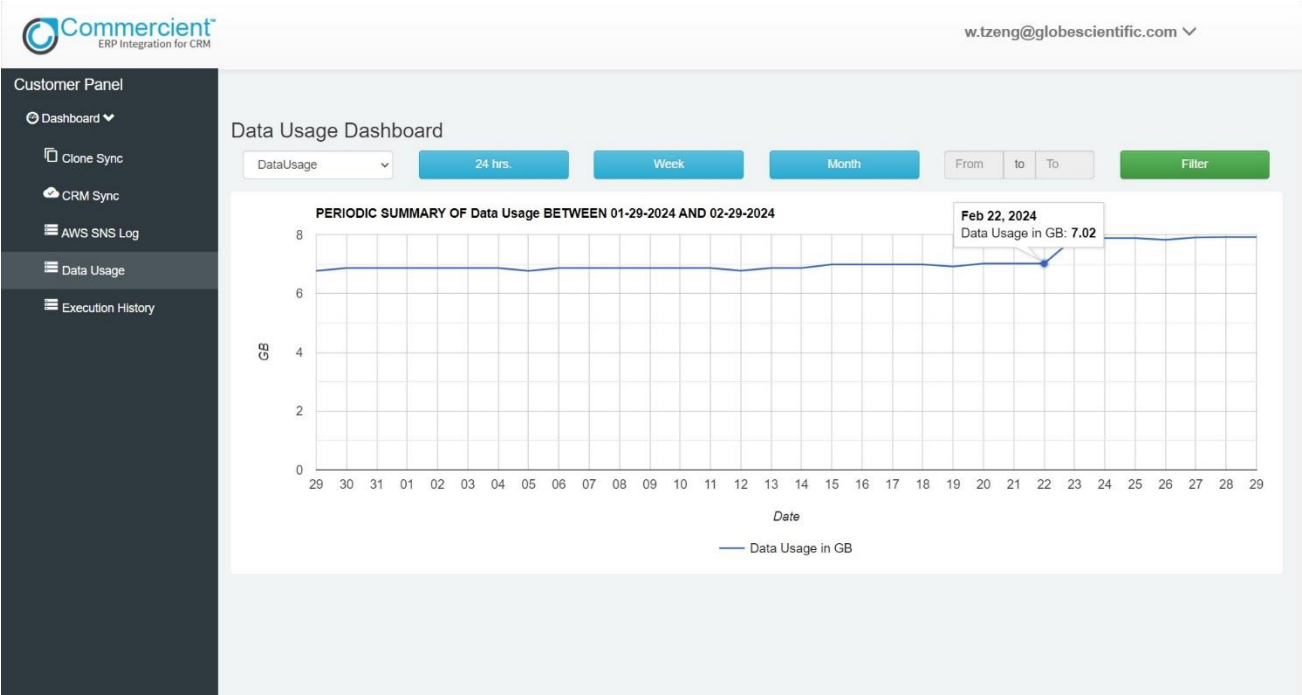 Commercient™
ERP Integration for CRM
w.tzeng@globescientific.com
Customer Panel
Dashboard
Clone Sync
CRM Sync
AWS SNS Log
Data Usage
Execution History
Data Usage Dashboard
DataUsage 24 hrs. Week Month From to To Filter
PERIODIC SUMMARY OF Data Usage BETWEEN 01-29-2024 AND 02-29-2024
Feb 22, 2024
Data Usage in GB: 7.02
8
6
4
2
0
GB
29 30 31 01 02 03 04 05 06 07 08 09 10 11 12 13 14 15 16 17 18 19 20 21 22 23 24 25 26 27 28 29
Date
Data Usage in GB